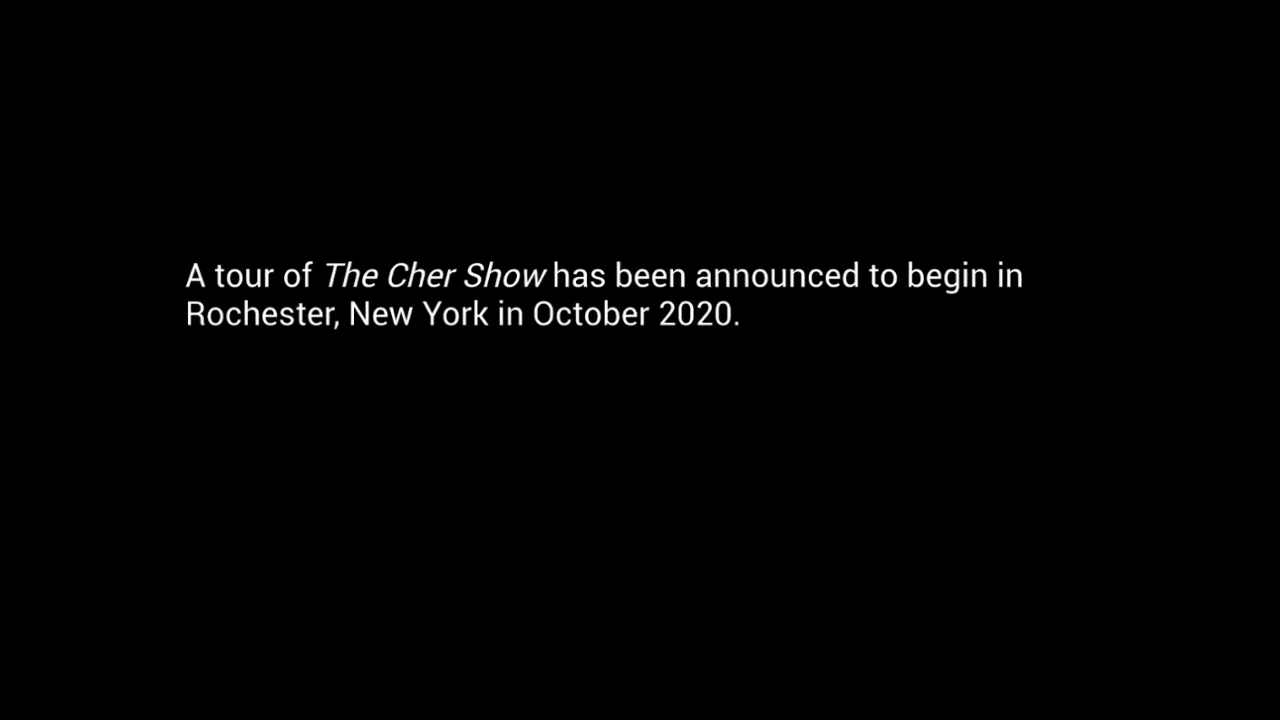 A tour of The Cher Show has been announced to begin in
Rochester, New York in October 2020.